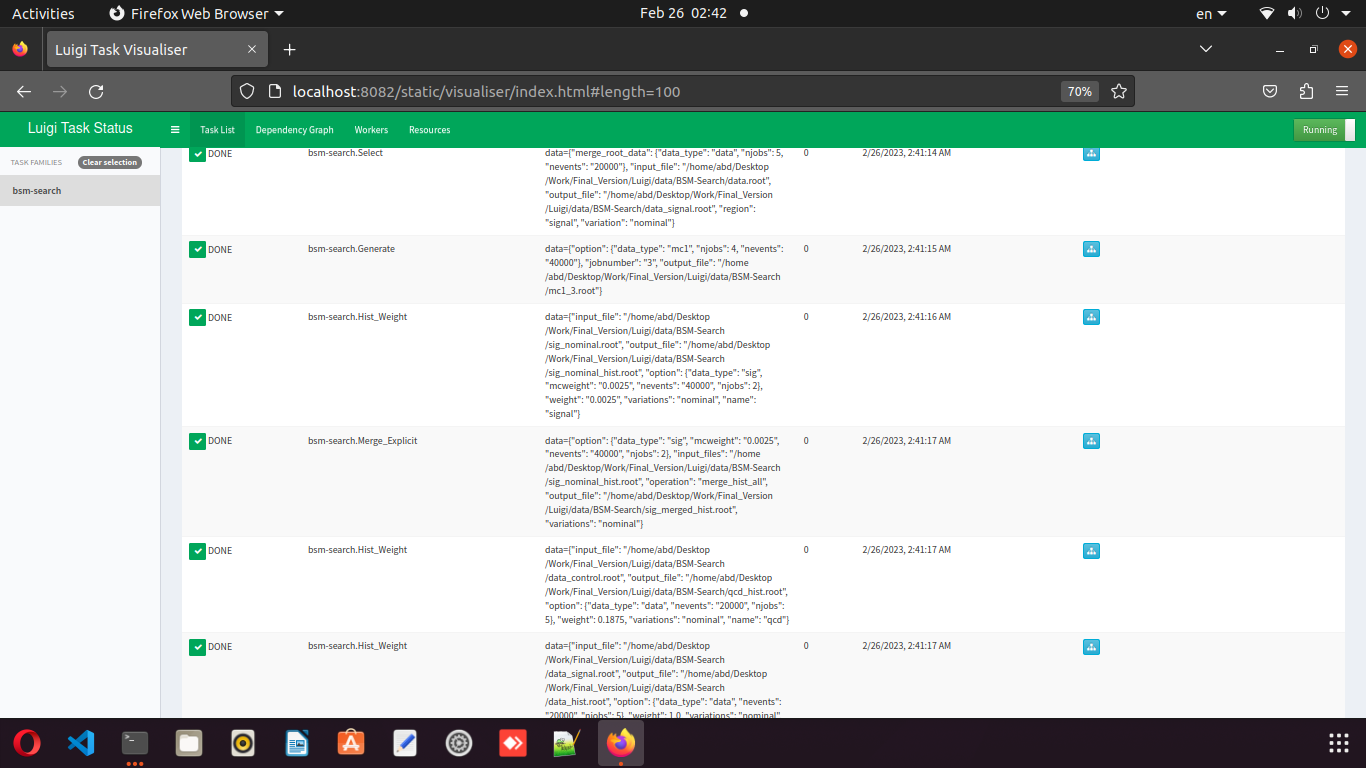 Activities
Firefox Web Browser
Feb 26 02:42
en
Luigi Task Visualiser
localhost:8082/static/visualiser/index.html#length=100
70%
Luigi Task Status
Task List
Dependency Graph
Workers
Resources
Running
TASK FAMILIES
Clear selection
bsm-search
DONE
bsm-search.Select
data={"merge_root_data": {"data_type": "data", "njobs": 5,
"nevents": "20000"}, "input_file": "/home/abd/Desktop
/Work/Final_Version/Luigi/data/BSM-Search/data.root",
"output_file": "/home/abd/Desktop/Work/Final_Version
/Luigi/data/BSM-Search/data_signal.root", "region":
"signal", "variation": "nominal"}
0
2/26/2023, 2:41:14 AM
DONE
bsm-search.Generate
data={"option": {"data_type": "mc1", "njobs": 4, "nevents":
"40000"}, "jobnumber": "3", "output_file": "/home
/abd/Desktop/Work/Final_Version/Luigi/data/BSM-Search
/mc1_3.root"}
0
2/26/2023, 2:41:15 AM
DONE
bsm-search.Hist_Weight
data={"input_file": "/home/abd/Desktop
/Work/Final_Version/Luigi/data/BSM-Search
/sig_nominal.root", "output_file": "/home/abd/Desktop
/Work/Final_Version/Luigi/data/BSM-Search
/sig_nominal_hist.root", "option": {"data_type": "sig",
"mcweight": "0.0025", "nevents": "40000", "njobs": 2},
"weight": "0.0025", "variations": "nominal", "name":
"signal"}
0
2/26/2023, 2:41:16 AM
DONE
bsm-search.Merge_Explicit
data={"option": {"data_type": "sig", "mcweight": "0.0025",
"nevents": "40000", "njobs": 2}, "input_files": "/home
/abd/Desktop/Work/Final_Version/Luigi/data/BSM-Search
/sig_nominal_hist.root", "operation": "merge_hist_all",
"output_file": "/home/abd/Desktop/Work/Final_Version
/Luigi/data/BSM-Search/sig_merged_hist.root",
"variations": "nominal"}
0
2/26/2023, 2:41:17 AM
DONE
bsm-search.Hist_Weight
data={"input_file": "/home/abd/Desktop
/Work/Final_Version/Luigi/data/BSM-Search
/data_control.root", "output_file": "/home/abd/Desktop
/Work/Final_Version/Luigi/data/BSM-Search/qcd_hist.root",
"option": {"data_type": "data", "nevents": "20000", "njobs":
5}, "weight": 0.1875, "variations": "nominal", "name": "qcd"}
0
2/26/2023, 2:41:17 AM
DONE
bsm-search.Hist_Weight
data={"input_file": "/home/abd/Desktop
/Work/Final_Version/Luigi/data/BSM-Search
/data_signal.root", "output_file": "/home/abd/Desktop
/Work/Final_Version/Luigi/data/BSM-Search
/data_hist.root", "option": {"data_type": "data", "nevents":
"20000", "njobs": 5}, "weight": 1.0, "variations": "nominal"
0
2/26/2023, 2:41:17 AM